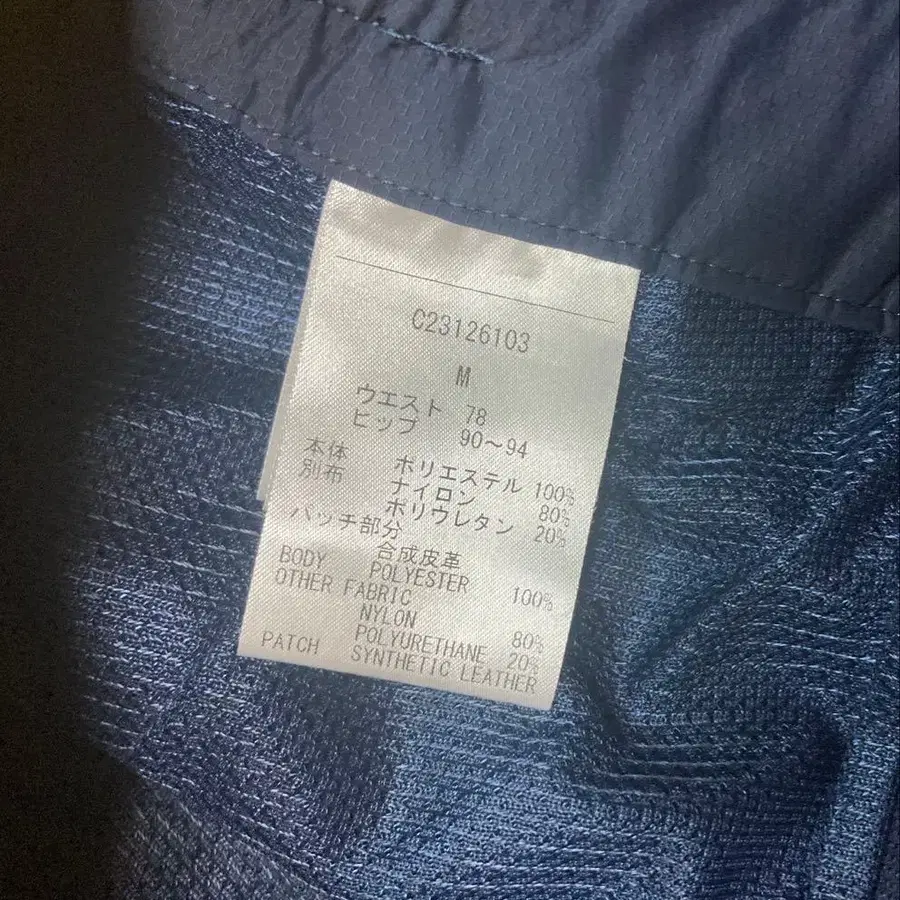 C23126103
M
ウエスト 78
ヒップ 90～94
本体 ポリエステル 100%
別布 ナイロン 80%
ポリウレタン 20%
パッチ部分
合成皮革
BODY POLYESTER 100%
OTHER FABRIC
NYLON 80%
POLYURETHANE 20%
PATCH SYNTHETIC LEATHER